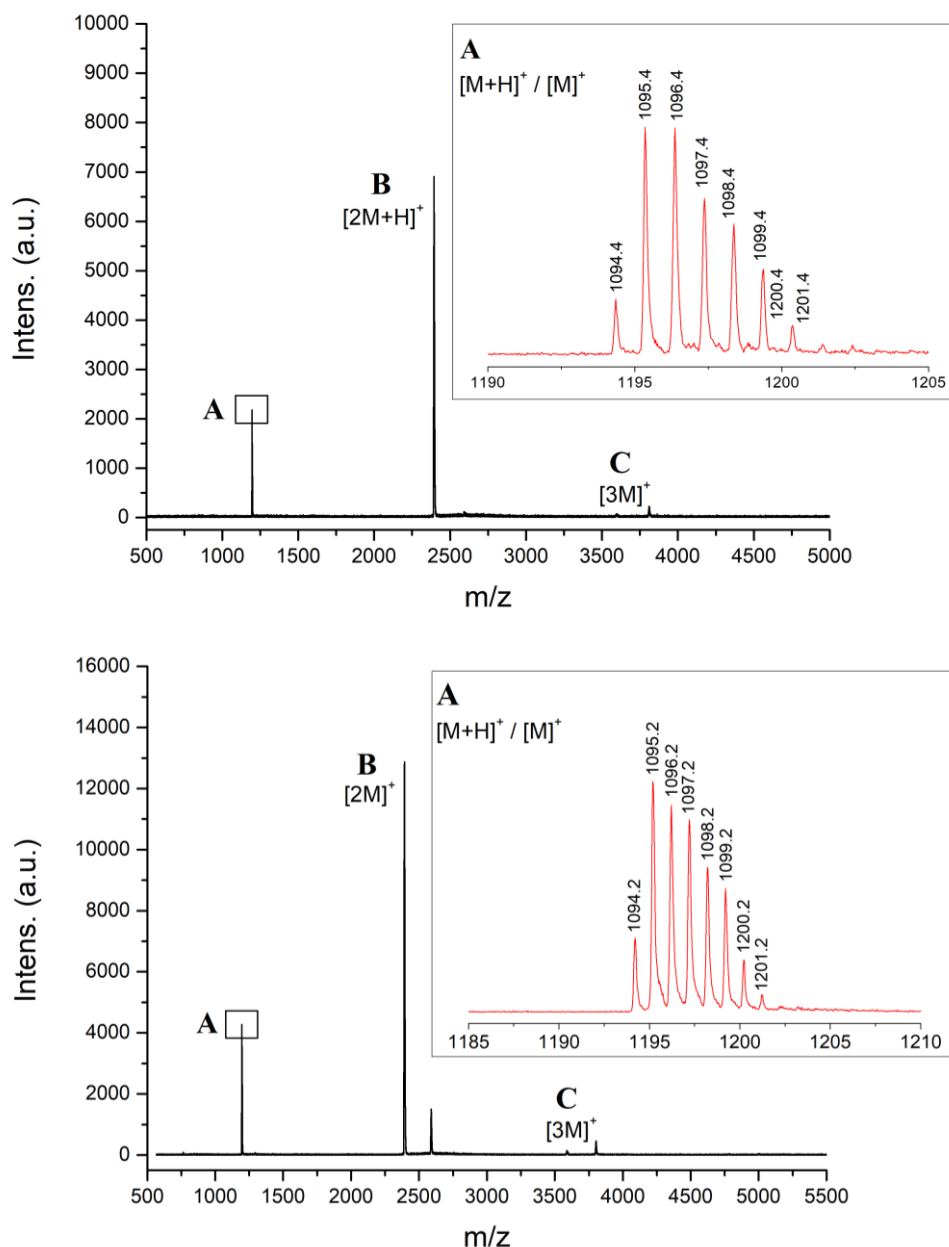 10000
9000
8000
7000
6000
5000
4000
3000
2000
1000
0
Intens. (a.u.)
A
B
[2M+H]⁺
C
[3M]⁺
500 1000 1500 2000 2500 3000 3500 4000 4500 5000
m/z
A
[M+H]⁺ / [M]⁺
1094.4
1095.4
1096.4
1097.4
1098.4
1099.4
1200.4
1201.4
1190 1195 1200 1205
16000
14000
12000
10000
8000
6000
4000
2000
0
Intens. (a.u.)
A
B
[2M]⁺
C
[3M]⁺
500 1000 1500 2000 2500 3000 3500 4000 4500 5000 5500
m/z
A
[M+H]⁺ / [M]⁺
1094.2
1095.2
1096.2
1097.2
1098.2
1099.2
1200.2
1201.2
1185 1190 1195 1200 1205 1210